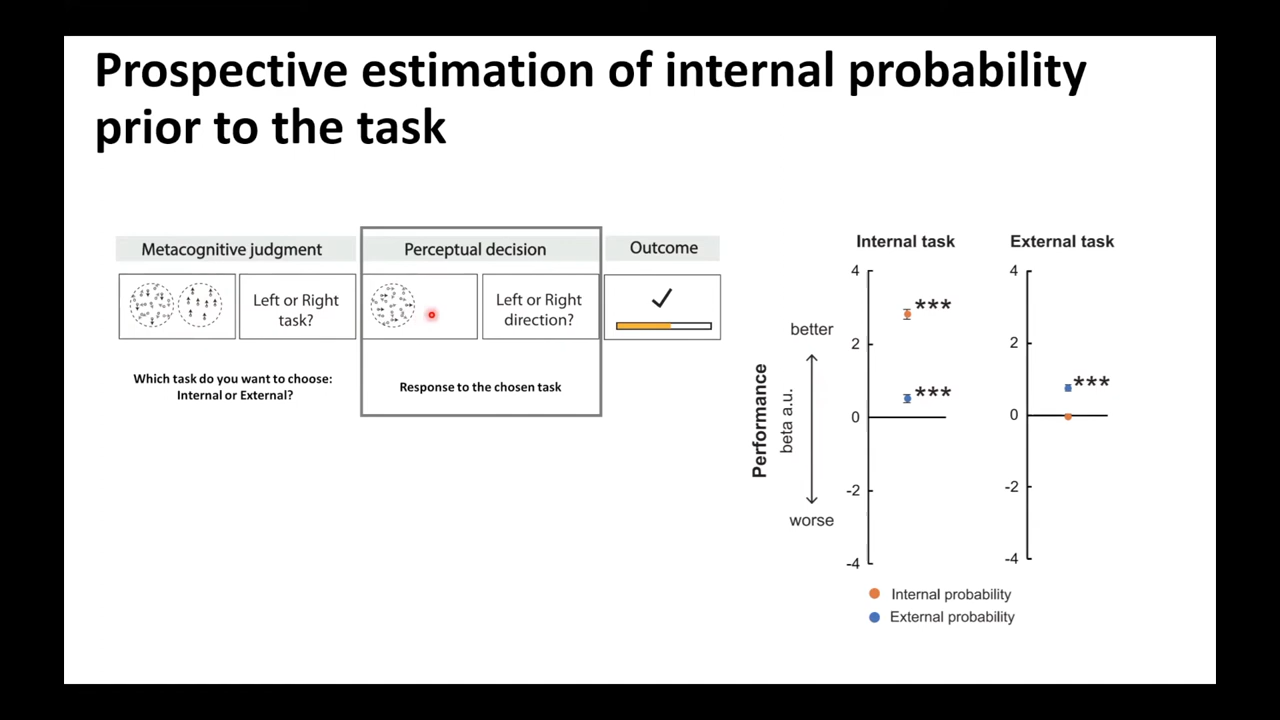 Prospective estimation of internal probability
prior to the task
Metacognitive judgment
Perceptual decision
Outcome
Left or Right
task?
Left or Right
direction?
Which task do you want to choose:
Internal or External?
Response to the chosen task
Internal task
External task
Performance
beta a.u.
better
worse
4
2
0
-2
-4
***
***
4
2
0
-2
-4
***
Internal probability
External probability